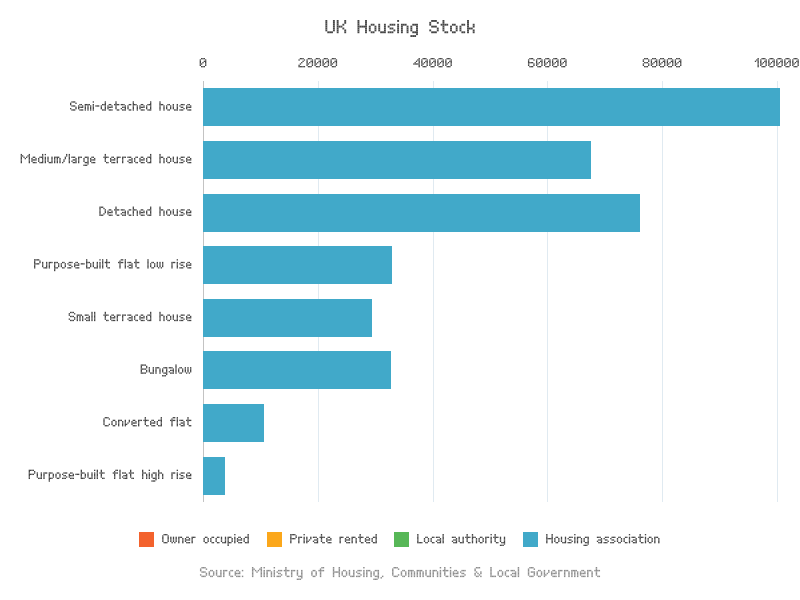 UK Housing Stock
0 20000 40000 60000 80000 100000
Semi-detached house
Medium/large terraced house
Detached house
Purpose-built flat low rise
Small terraced house
Bungalow
Converted flat
Purpose-built flat high rise
Owner occupied Private rented Local authority Housing association
Source: Ministry of Housing, Communities & Local Government